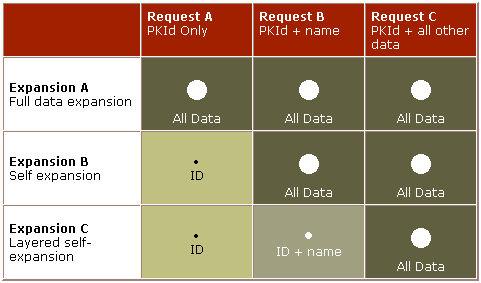 Request A
PKId Only
Request B
PKId + name
Request C
PKId + all other
data
Expansion A
Full data expansion
All Data
All Data
All Data
Expansion B
Self expansion
ID
All Data
All Data
Expansion C
Layered self-
expansion
ID
ID + name
All Data